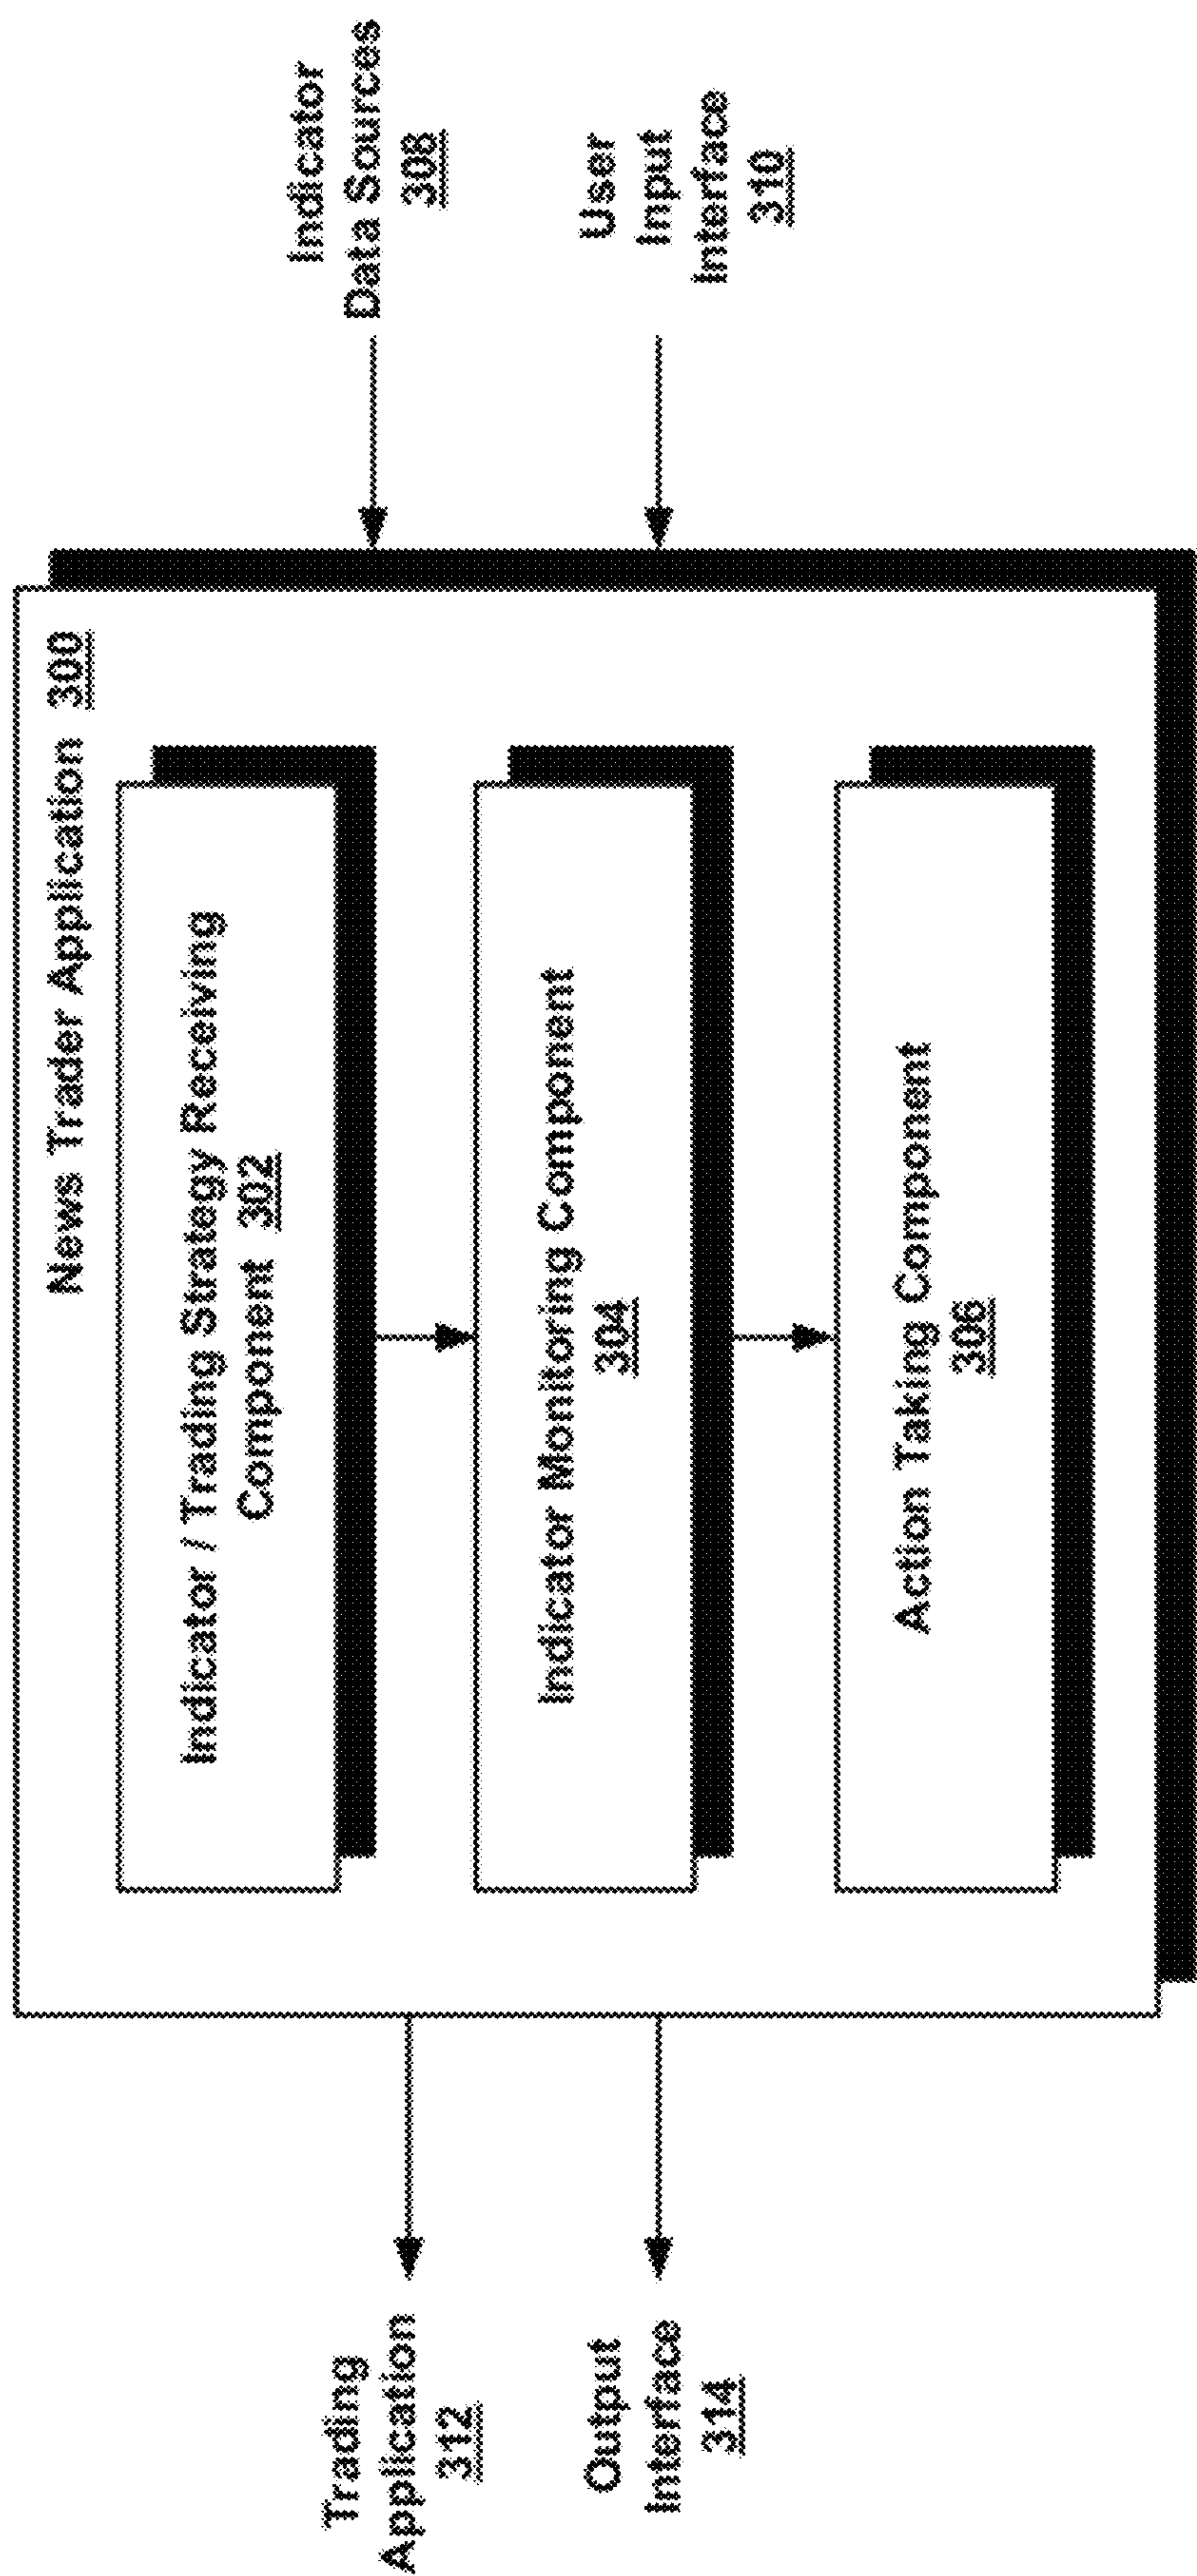 Trading
Application
312
Output
Interface
314
News Trader Application 300
Indicator / Trading Strategy Receiving
Component 302
Indicator Monitoring Component
304
Action Taking Component
306
Indicator
Data Sources
308
User
Input
Interface
310